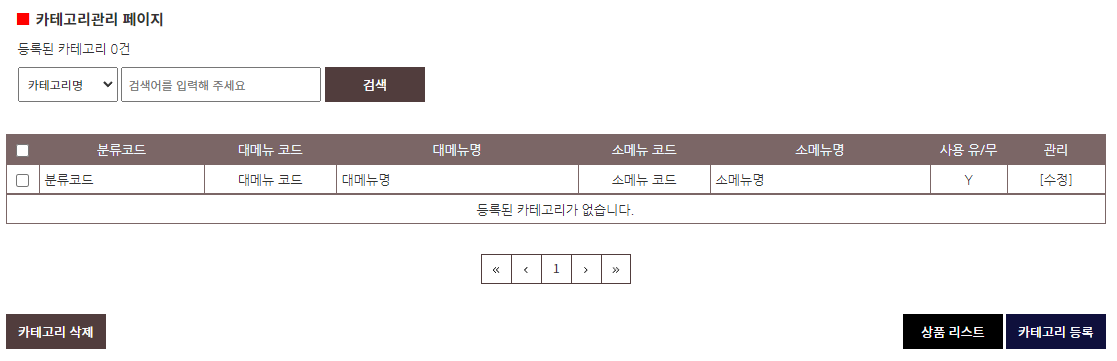 카테고리관리 페이지
등록된 카테고리 0건
카테고리명 검색어를 입력해 주세요 검색
분류코드 대메뉴 코드 대메뉴명 소메뉴 코드 소메뉴명 사용 유/무 관리
분류코드 대메뉴 코드 대메뉴명 소메뉴 코드 소메뉴명 Y [수정]
등록된 카테고리가 없습니다.
« ‹ 1 › »
카테고리 삭제 상품 리스트 카테고리 등록